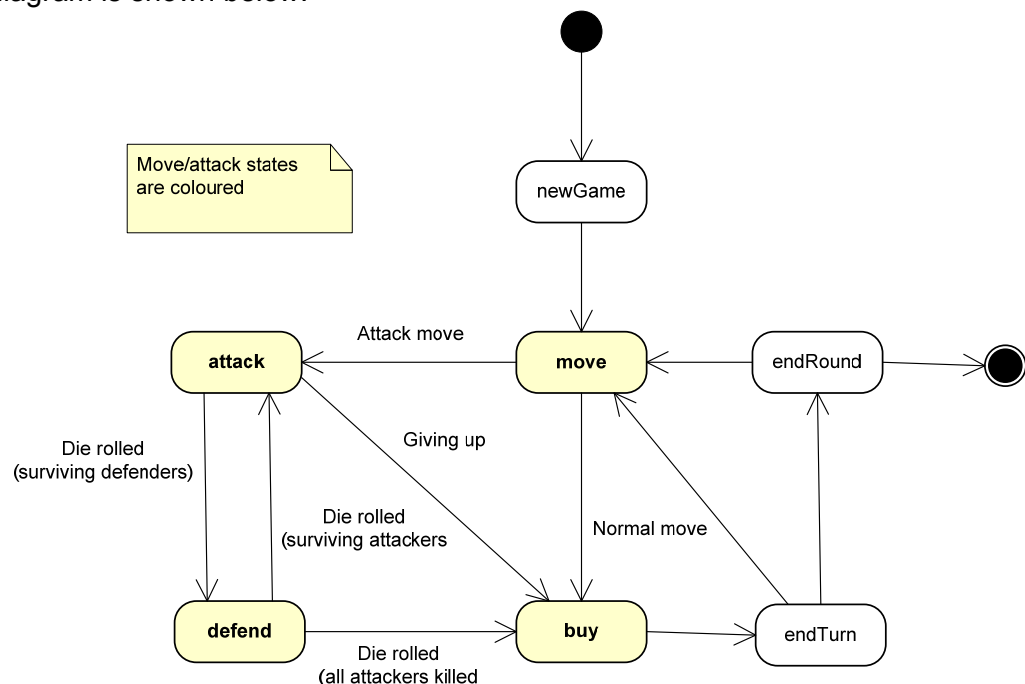 diagram is shown below:
Move/attack states
are coloured
newGame
Attack move
attack
move
endRound
Giving up
Die rolled
(surviving defenders)
Die rolled
(surviving attackers
Normal move
defend
buy
endTurn
Die rolled
(all attackers killed